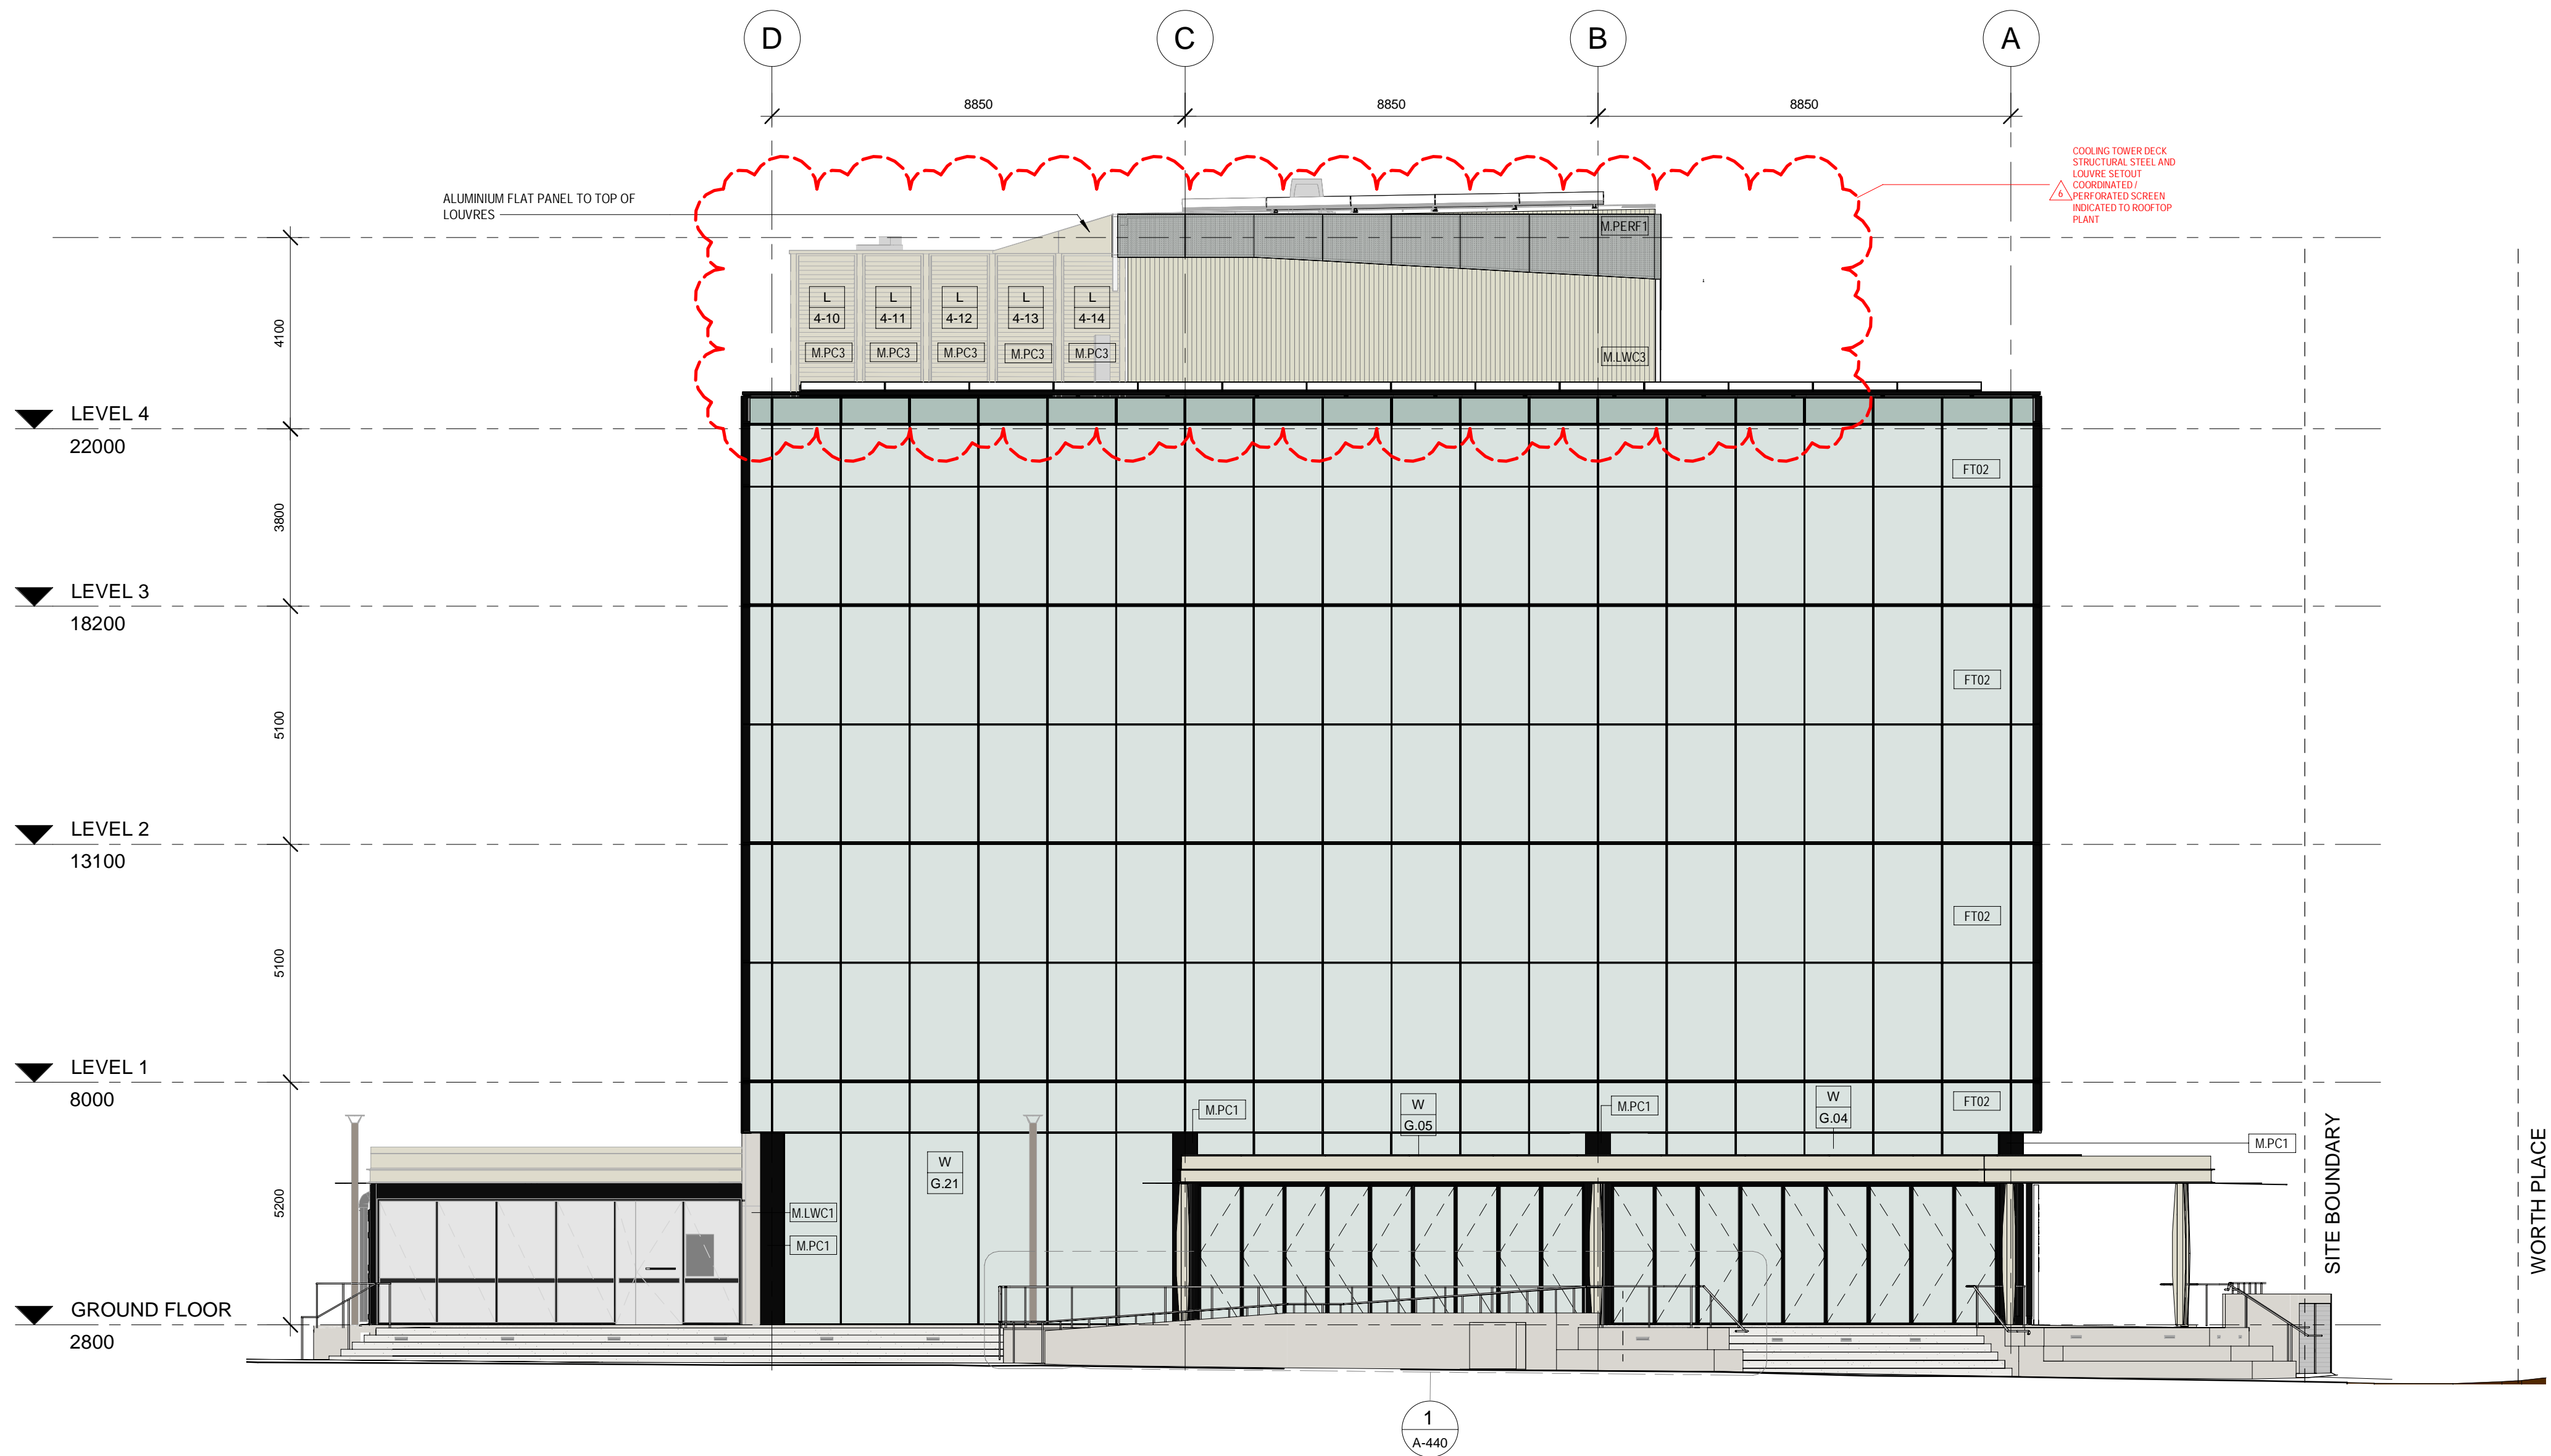 D
C
B
A
8850
8850
8850
COOLING TOWER DECK
STRUCTURAL STEEL AND
LOUVRE SETOUT
COORDINATED /
PERFORATED SCREEN
INDICATED TO ROOFTOP
PLANT
6
ALUMINIUM FLAT PANEL TO TOP OF
LOUVRES
M.PERF1
L
4-10
L
4-11
L
4-12
L
4-13
L
4-14
M.PC3
M.PC3
M.PC3
M.PC3
M.PC3
M.LWC3
4100
LEVEL 4
22000
FT02
3800
LEVEL 3
18200
FT02
5100
LEVEL 2
13100
FT02
5100
LEVEL 1
8000
M.PC1
W
G.05
M.PC1
W
G.04
FT02
M.PC1
W
G.21
5200
M.LWC1
M.PC1
SITE BOUNDARY
WORTH PLACE
GROUND FLOOR
2800
1
A-440